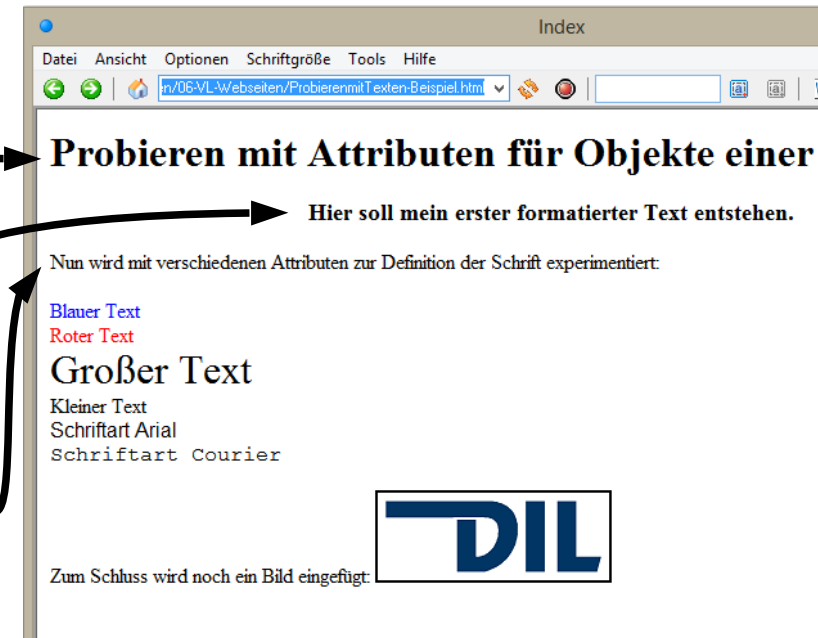 Index
Datei Ansicht Optionen Schriftgröße Tools Hilfe
en/06-VL-Webseiten/ProbierenmitTexten-Beispiel.html
Probieren mit Attributen für Objekte einer
Hier soll mein erster formatierter Text entstehen.
Nun wird mit verschiedenen Attributen zur Definition der Schrift experimentiert:
Blauer Text
Roter Text
Großer Text
Kleiner Text
Schriftart Arial
Schriftart Courier
DIL
Zum Schluss wird noch ein Bild eingefügt: